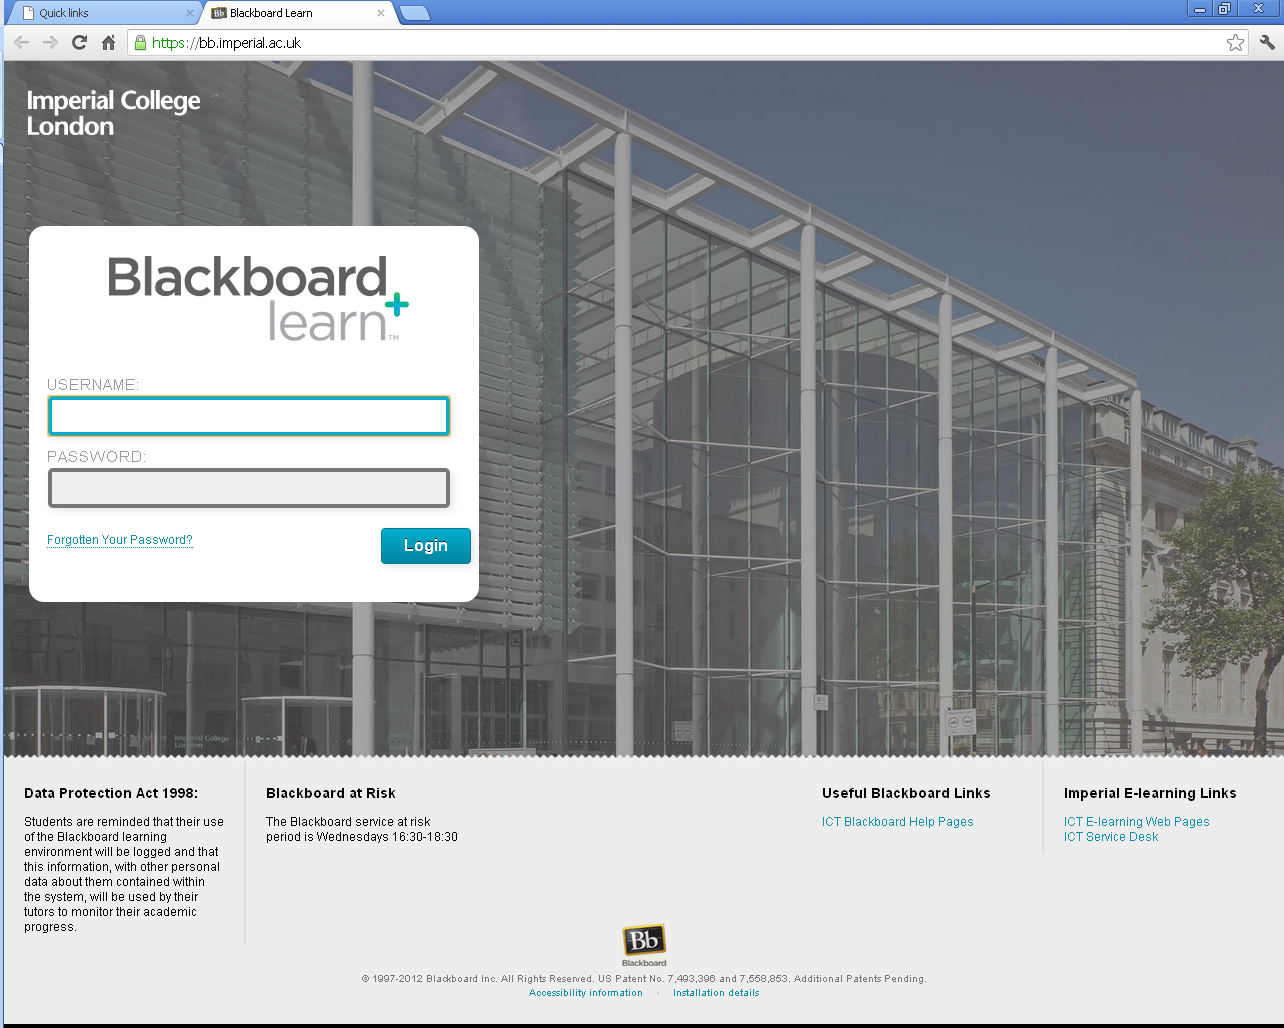 Quick links
Blackboard Learn
https://bb.imperial.ac.uk
Imperial College
London
Blackboard
learn™
USERNAME:
PASSWORD:
Forgotten Your Password?
Login
Imperial College
London
Data Protection Act 1998:
Students are reminded that their use
of the Blackboard learning
environment will be logged and that
this information, with other personal
data about them contained within
the system, will be used by their
tutors to monitor their academic
progress.
Blackboard at Risk
The Blackboard service at risk
period is Wednesdays 16:30-18:30
Useful Blackboard Links
ICT Blackboard Help Pages
Imperial E-learning Links
ICT E-learning Web Pages
ICT Service Desk
Bb
Blackboard
© 1997-2012 Blackboard Inc. All Rights Reserved. US Patent No. 7,493,396 and 7,558,853. Additional Patents Pending.
Accessibility information · Installation details